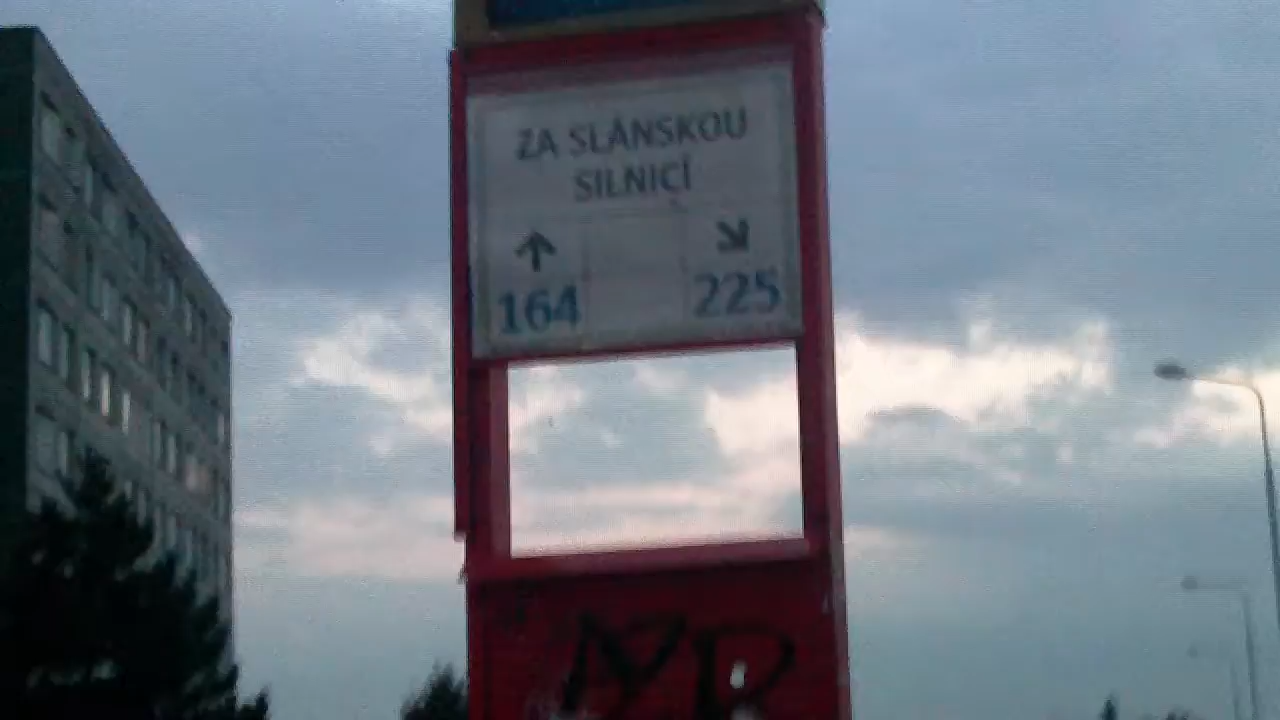 ZA SLÁNSKOU
SILNICÍ
↑ ↘
164 225